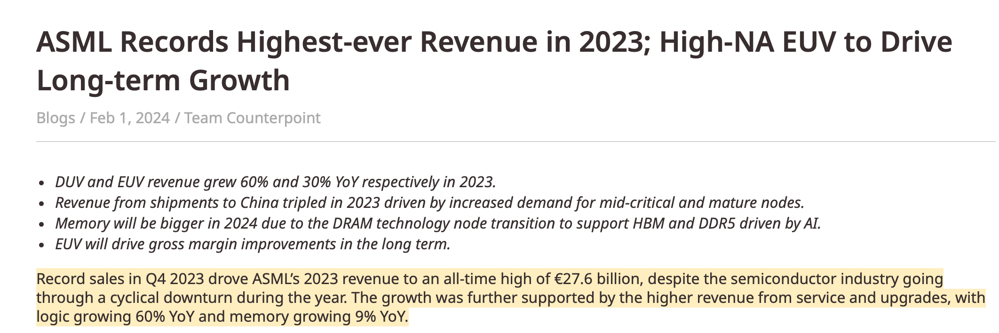 ASML Records Highest-ever Revenue in 2023; High-NA EUV to Drive
Long-term Growth
Blogs / Feb 1, 2024 / Team Counterpoint
• DUV and EUV revenue grew 60% and 30% YoY respectively in 2023.
• Revenue from shipments to China tripled in 2023 driven by increased demand for mid-critical and mature nodes.
• Memory will be bigger in 2024 due to the DRAM technology node transition to support HBM and DDR5 driven by AI.
• EUV will drive gross margin improvements in the long term.
Record sales in Q4 2023 drove ASML’s 2023 revenue to an all-time high of €27.6 billion, despite the semiconductor industry going
through a cyclical downturn during the year. The growth was further supported by the higher revenue from service and upgrades, with
logic growing 60% YoY and memory growing 9% YoY.